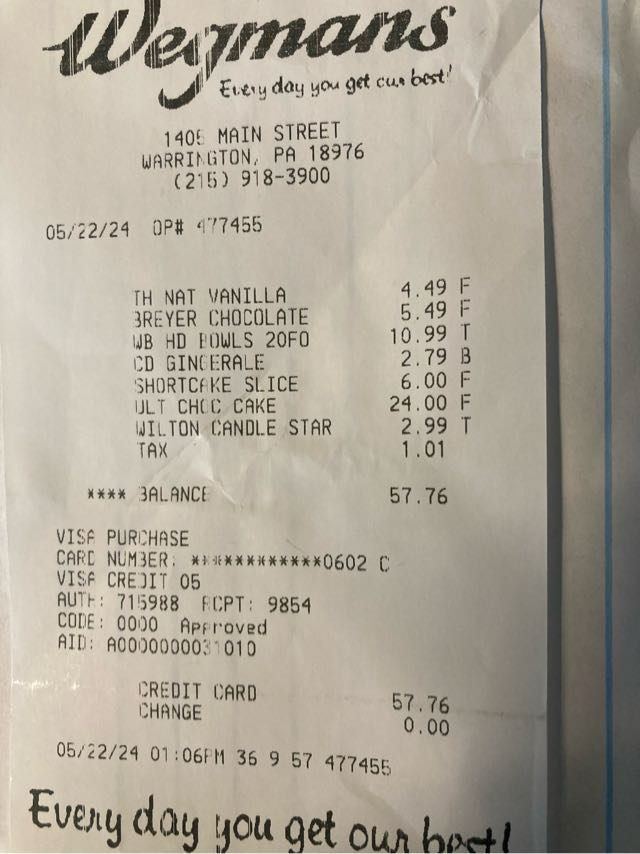 Wegmans
Every day you get our best!
1405 MAIN STREET
WARRINGTON, PA 18976
(215) 918-3900
05/22/24 OP# 477455
TH NAT VANILLA 4.49 F
BREYER CHOCOLATE 5.49 F
WB HD BOWLS 20FO 10.99 T
CD GINGERALE 2.79 B
SHORTCAKE SLICE 6.00 F
ULT CHOC CAKE 24.00 F
WILTON CANDLE STAR 2.99 T
TAX 1.01
**** BALANCE 57.76
VISA PURCHASE
CARD NUMBER: ************0602 C
VISA CREDIT 05
AUTH: 715988 RCPT: 9854
CODE: 0000 Approved
AID: A0000000031010
CREDIT CARD 57.76
CHANGE 0.00
05/22/24 01:06PM 36 9 57 477455
Every day you get our best!